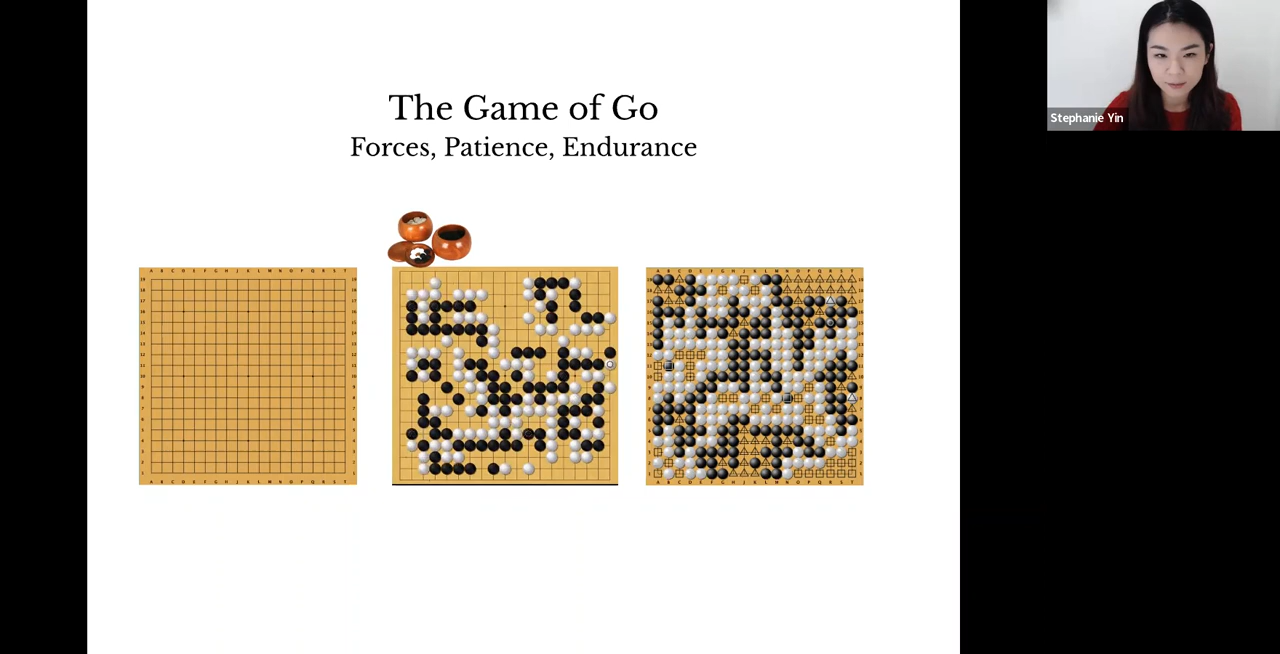 The Game of Go
Forces, Patience, Endurance
Stephanie Yin